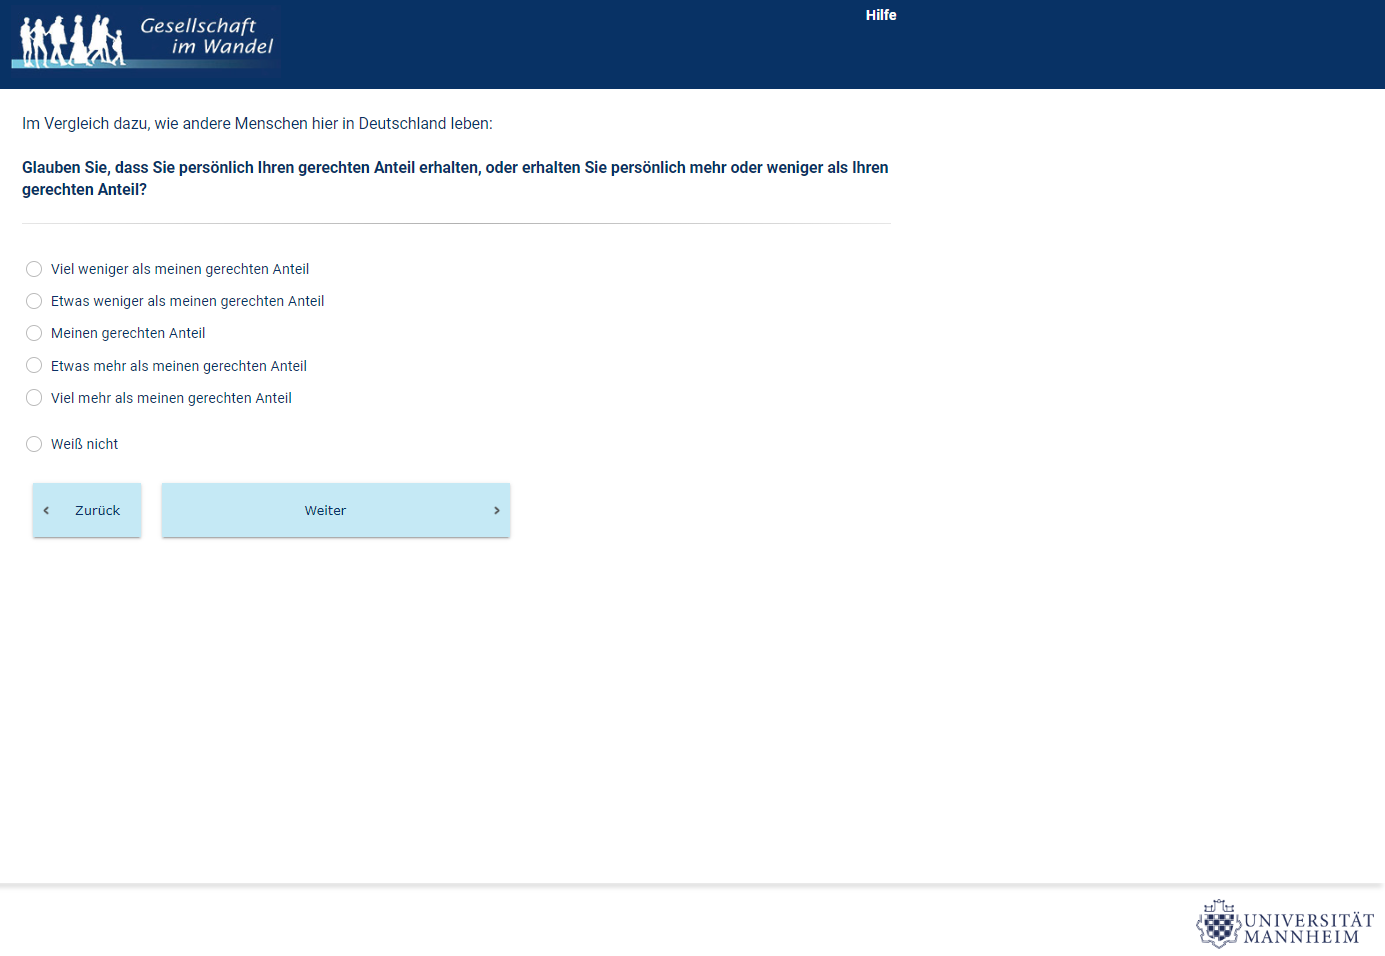 Gesellschaft
im Wandel
Hilfe
Im Vergleich dazu, wie andere Menschen hier in Deutschland leben:
Glauben Sie, dass Sie persönlich Ihren gerechten Anteil erhalten, oder erhalten Sie persönlich mehr oder weniger als Ihren
gerechten Anteil?
Viel weniger als meinen gerechten Anteil
Etwas weniger als meinen gerechten Anteil
Meinen gerechten Anteil
Etwas mehr als meinen gerechten Anteil
Viel mehr als meinen gerechten Anteil
Weiß nicht
‹ Zurück
Weiter ›
UNIVERSITÄT
MANNHEIM